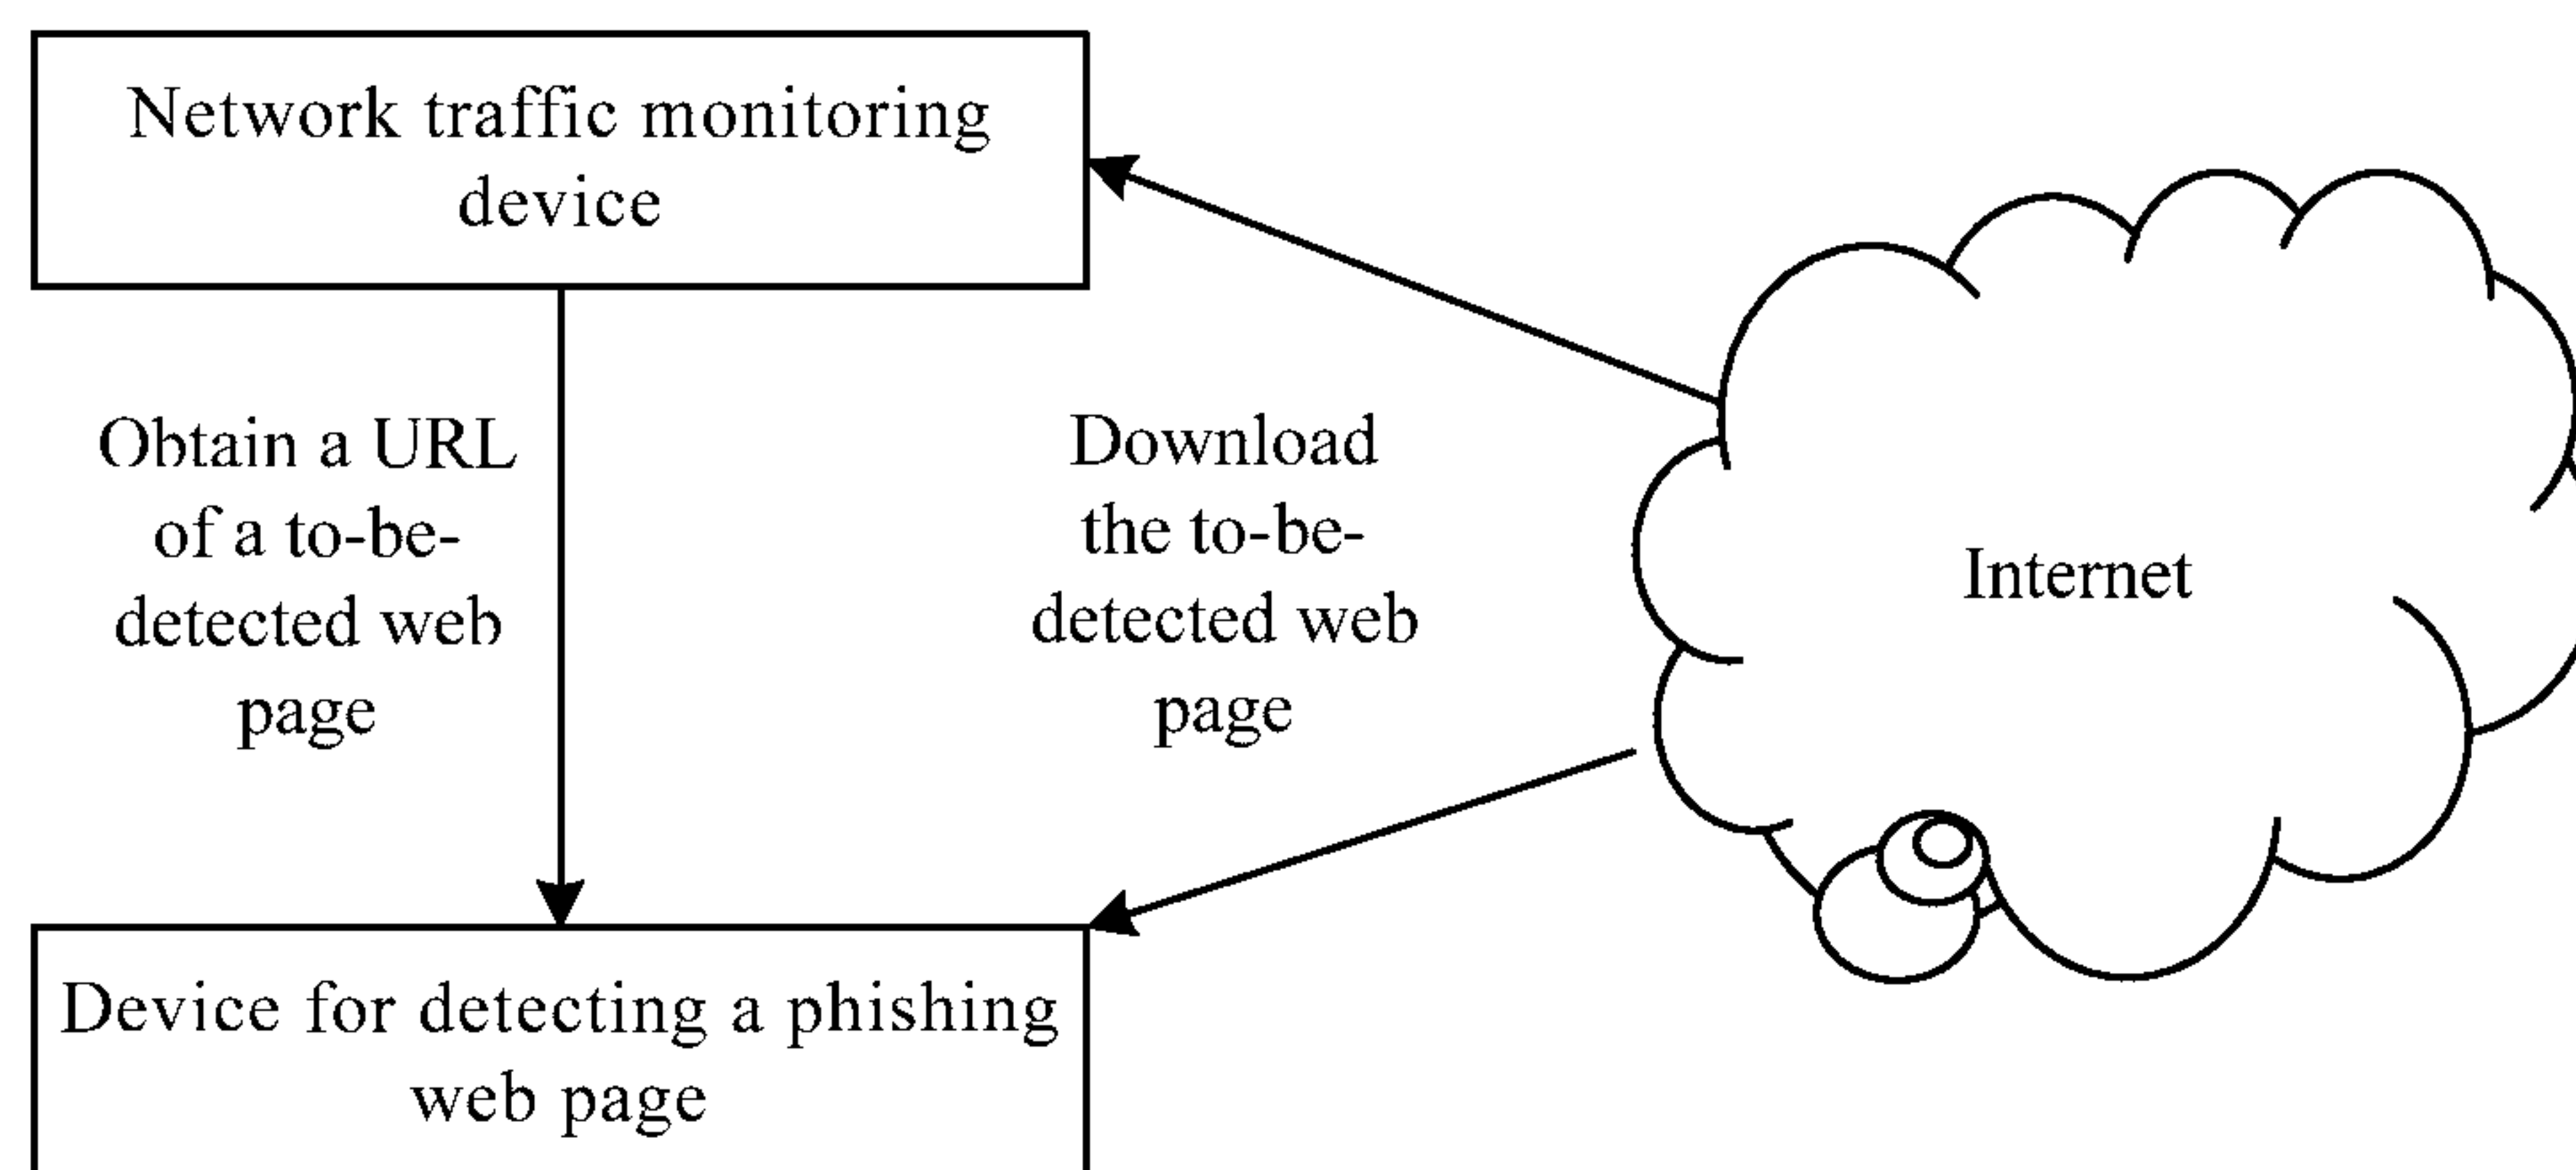 Network traffic monitoring
device
Obtain a URL
of a to-be-
detected web
page
Download
the to-be-
detected web
page
Internet
Device for detecting a phishing
web page